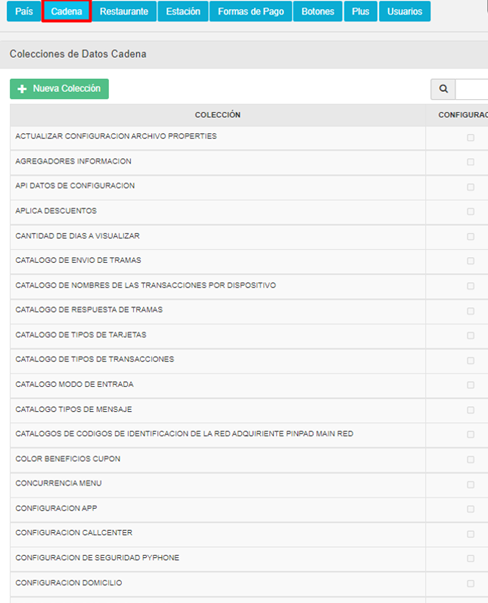 País Cadena Restaurante Estación Formas de Pago Botones Plus Usuarios
Colecciones de Datos Cadena
Nueva Colección
COLECCIÓN CONFIGURAC
ACTUALIZAR CONFIGURACION ARCHIVO PROPERTIES
AGREGADORES INFORMACION
API DATOS DE CONFIGURACION
APLICA DESCUENTOS
CANTIDAD DE DIAS A VISUALIZAR
CATALOGO DE ENVIO DE TRAMAS
CATALOGO DE NOMBRES DE LAS TRANSACCIONES POR DISPOSITIVO
CATALOGO DE RESPUESTA DE TRAMAS
CATALOGO DE TIPOS DE TARJETAS
CATALOGO DE TIPOS DE TRANSACCIONES
CATALOGO MODO DE ENTRADA
CATALOGO TIPOS DE MENSAJE
CATALOGOS DE CODIGOS DE IDENTIFICACION DE LA RED ADQUIRIENTE PINPAD MAIN RED
COLOR BENEFICIOS CUPON
CONCURRENCIA MENU
CONFIGURACION APP
CONFIGURACION CALLCENTER
CONFIGURACION DE SEGURIDAD PYPHONE
CONFIGURACION DOMICILIO